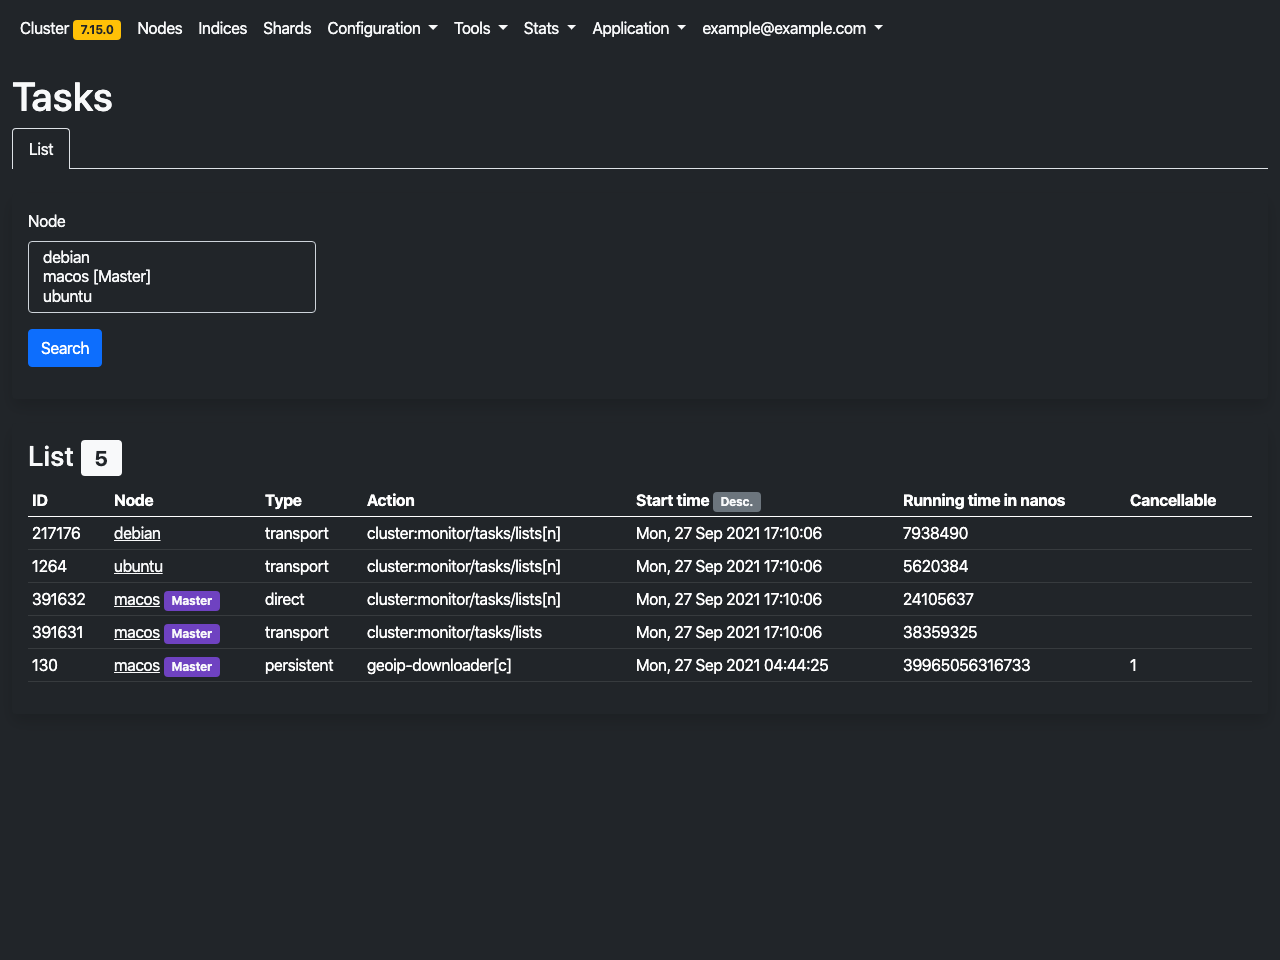 Cluster 7.15.0 Nodes Indices Shards Configuration Tools Stats Application example@example.com
Tasks
List
Node
debian
macos [Master]
ubuntu
Search
List 5
ID Node Type Action Start time Desc. Running time in nanos Cancellable
217176 debian transport cluster:monitor/tasks/lists[n] Mon, 27 Sep 2021 17:10:06 7938490
1264 ubuntu transport cluster:monitor/tasks/lists[n] Mon, 27 Sep 2021 17:10:06 5620384
391632 macos Master direct cluster:monitor/tasks/lists[n] Mon, 27 Sep 2021 17:10:06 24105637
391631 macos Master transport cluster:monitor/tasks/lists Mon, 27 Sep 2021 17:10:06 38359325
130 macos Master persistent geoip-downloader[c] Mon, 27 Sep 2021 04:44:25 39965056316733 1